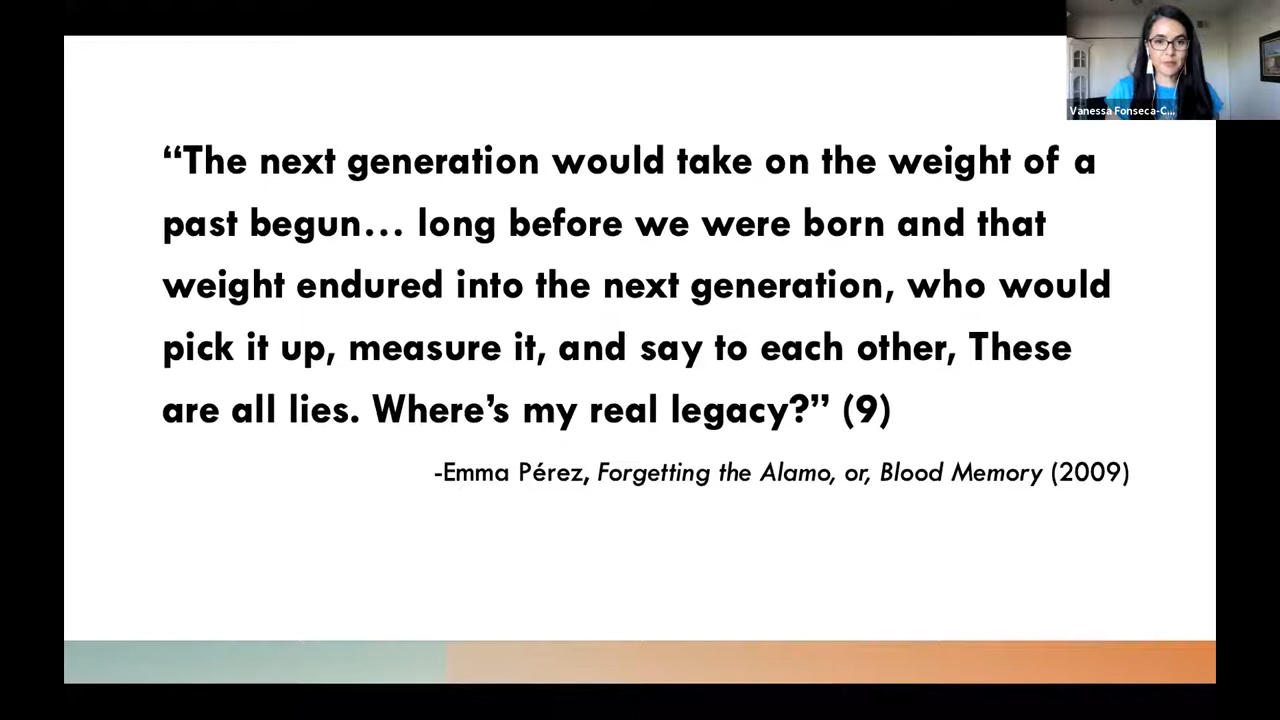 Vanessa Fonseca-C...
“The next generation would take on the weight of a
past begun… long before we were born and that
weight endured into the next generation, who would
pick it up, measure it, and say to each other, These
are all lies. Where’s my real legacy?” (9)
-Emma Pérez, Forgetting the Alamo, or, Blood Memory (2009)